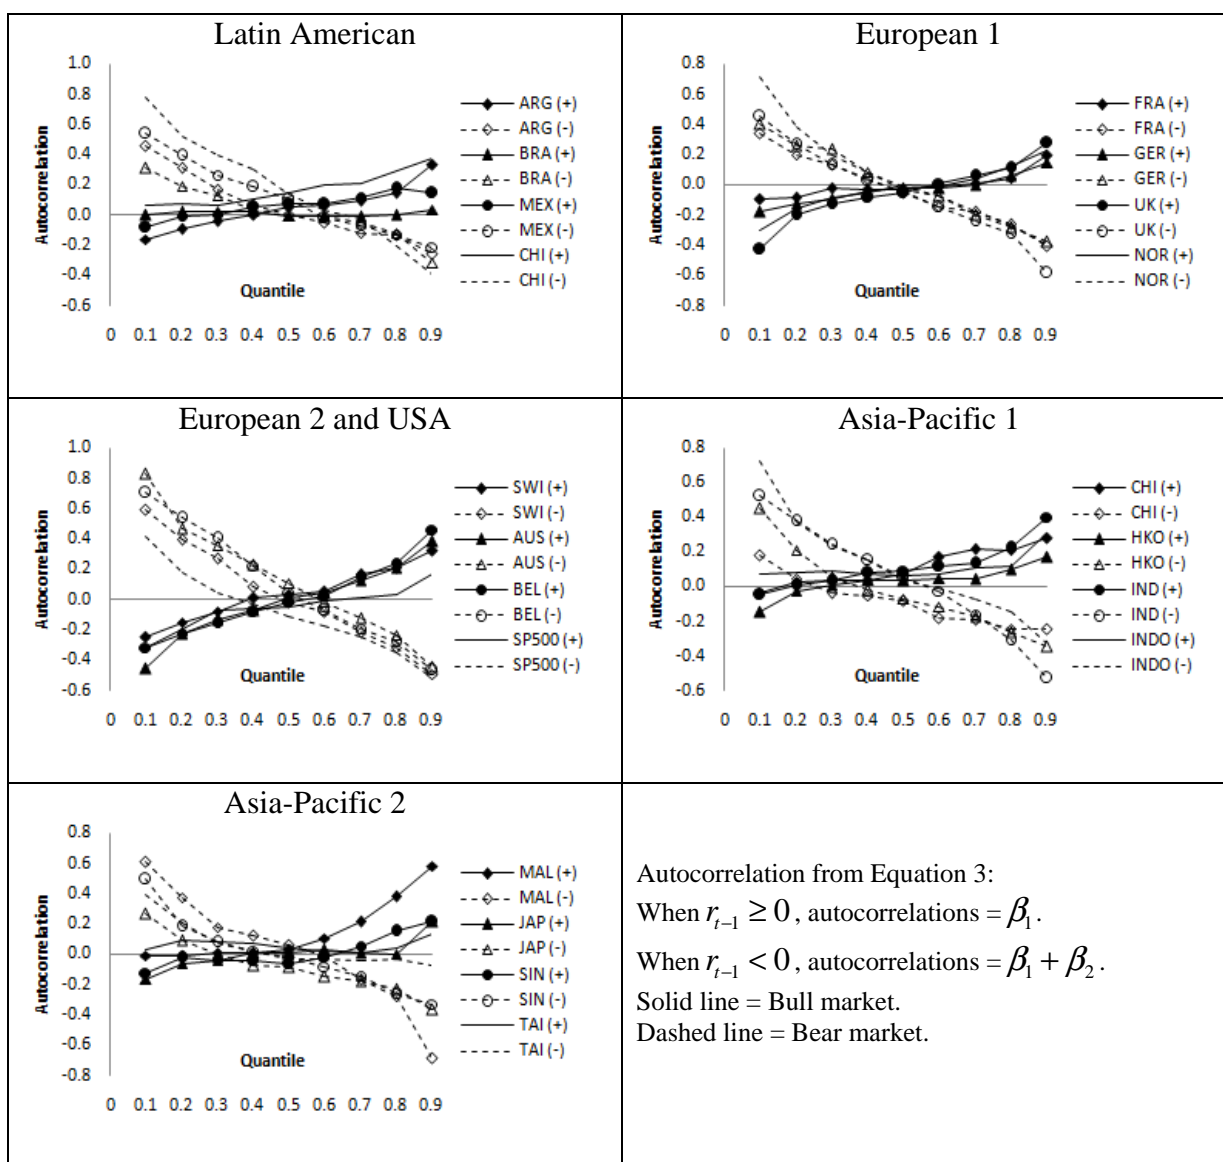 Latin American
1.0
0.8
0.6
0.4
0.2
0.0
-0.2
-0.4
-0.6
Autocorrelation
Quantile
0 0.1 0.2 0.3 0.4 0.5 0.6 0.7 0.8 0.9
ARG (+)
ARG (-)
BRA (+)
BRA (-)
MEX (+)
MEX (-)
CHI (+)
CHI (-)
European 1
0.8
0.6
0.4
0.2
0.0
-0.2
-0.4
-0.6
-0.8
Autocorrelation
Quantile
0 0.1 0.2 0.3 0.4 0.5 0.6 0.7 0.8 0.9
FRA (+)
FRA (-)
GER (+)
GER (-)
UK (+)
UK (-)
NOR (+)
NOR (-)
European 2 and USA
1.0
0.8
0.6
0.4
0.2
0.0
-0.2
-0.4
-0.6
Autocorrelation
Quantile
0 0.1 0.2 0.3 0.4 0.5 0.6 0.7 0.8 0.9
SWI (+)
SWI (-)
AUS (+)
AUS (-)
BEL (+)
BEL (-)
SP500 (+)
SP500 (-)
Asia-Pacific 1
0.8
0.6
0.4
0.2
0.0
-0.2
-0.4
-0.6
Autocorrelation
Quantile
0 0.1 0.2 0.3 0.4 0.5 0.6 0.7 0.8 0.9
CHI (+)
CHI (-)
HKO (+)
HKO (-)
IND (+)
IND (-)
INDO (+)
INDO (-)
Asia-Pacific 2
0.8
0.6
0.4
0.2
0.0
-0.2
-0.4
-0.6
-0.8
Autocorrelation
Quantile
0 0.1 0.2 0.3 0.4 0.5 0.6 0.7 0.8 0.9
MAL (+)
MAL (-)
JAP (+)
JAP (-)
SIN (+)
SIN (-)
TAI (+)
TAI (-)
Autocorrelation from Equation 3:
When r_{t-1} ≥ 0, autocorrelations = β_1.
When r_{t-1} < 0, autocorrelations = β_1 + β_2.
Solid line = Bull market.
Dashed line = Bear market.